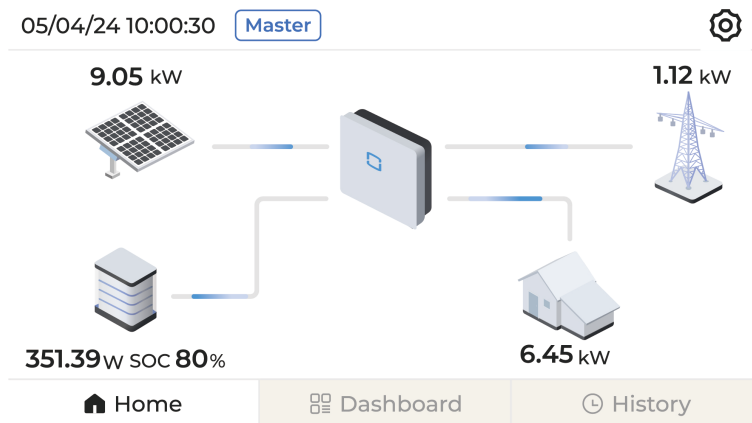 05/04/24 10:00:30 Master
9.05 kW
1.12 kW
351.39W SOC 80%
6.45 kW
Home
Dashboard
History